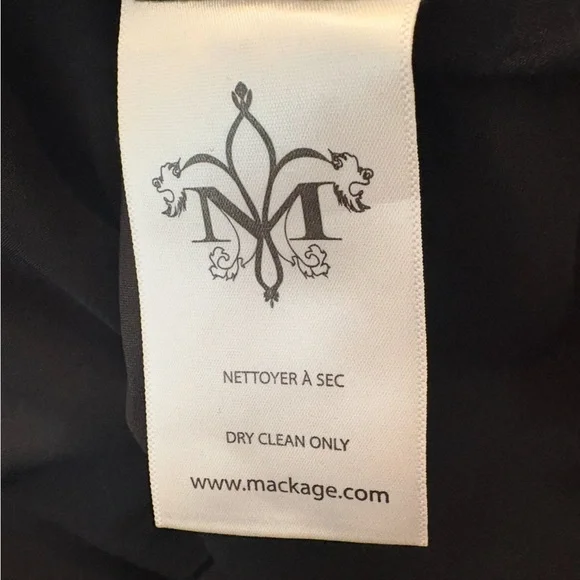 M
NETTOYER À SEC
DRY CLEAN ONLY
www.mackage.com